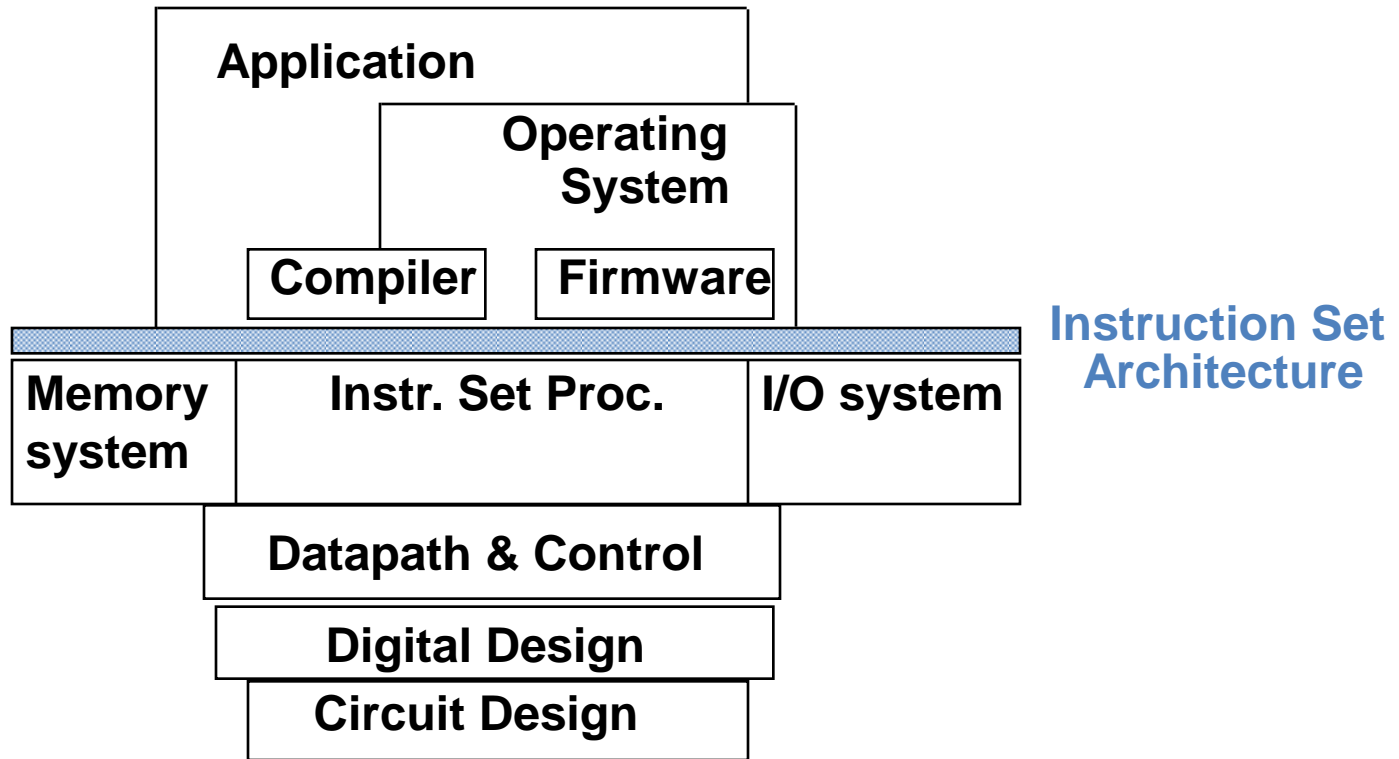 Application
Operating
System
Compiler
Firmware
Instruction Set
Architecture
Memory
system
Instr. Set Proc.
I/O system
Datapath & Control
Digital Design
Circuit Design